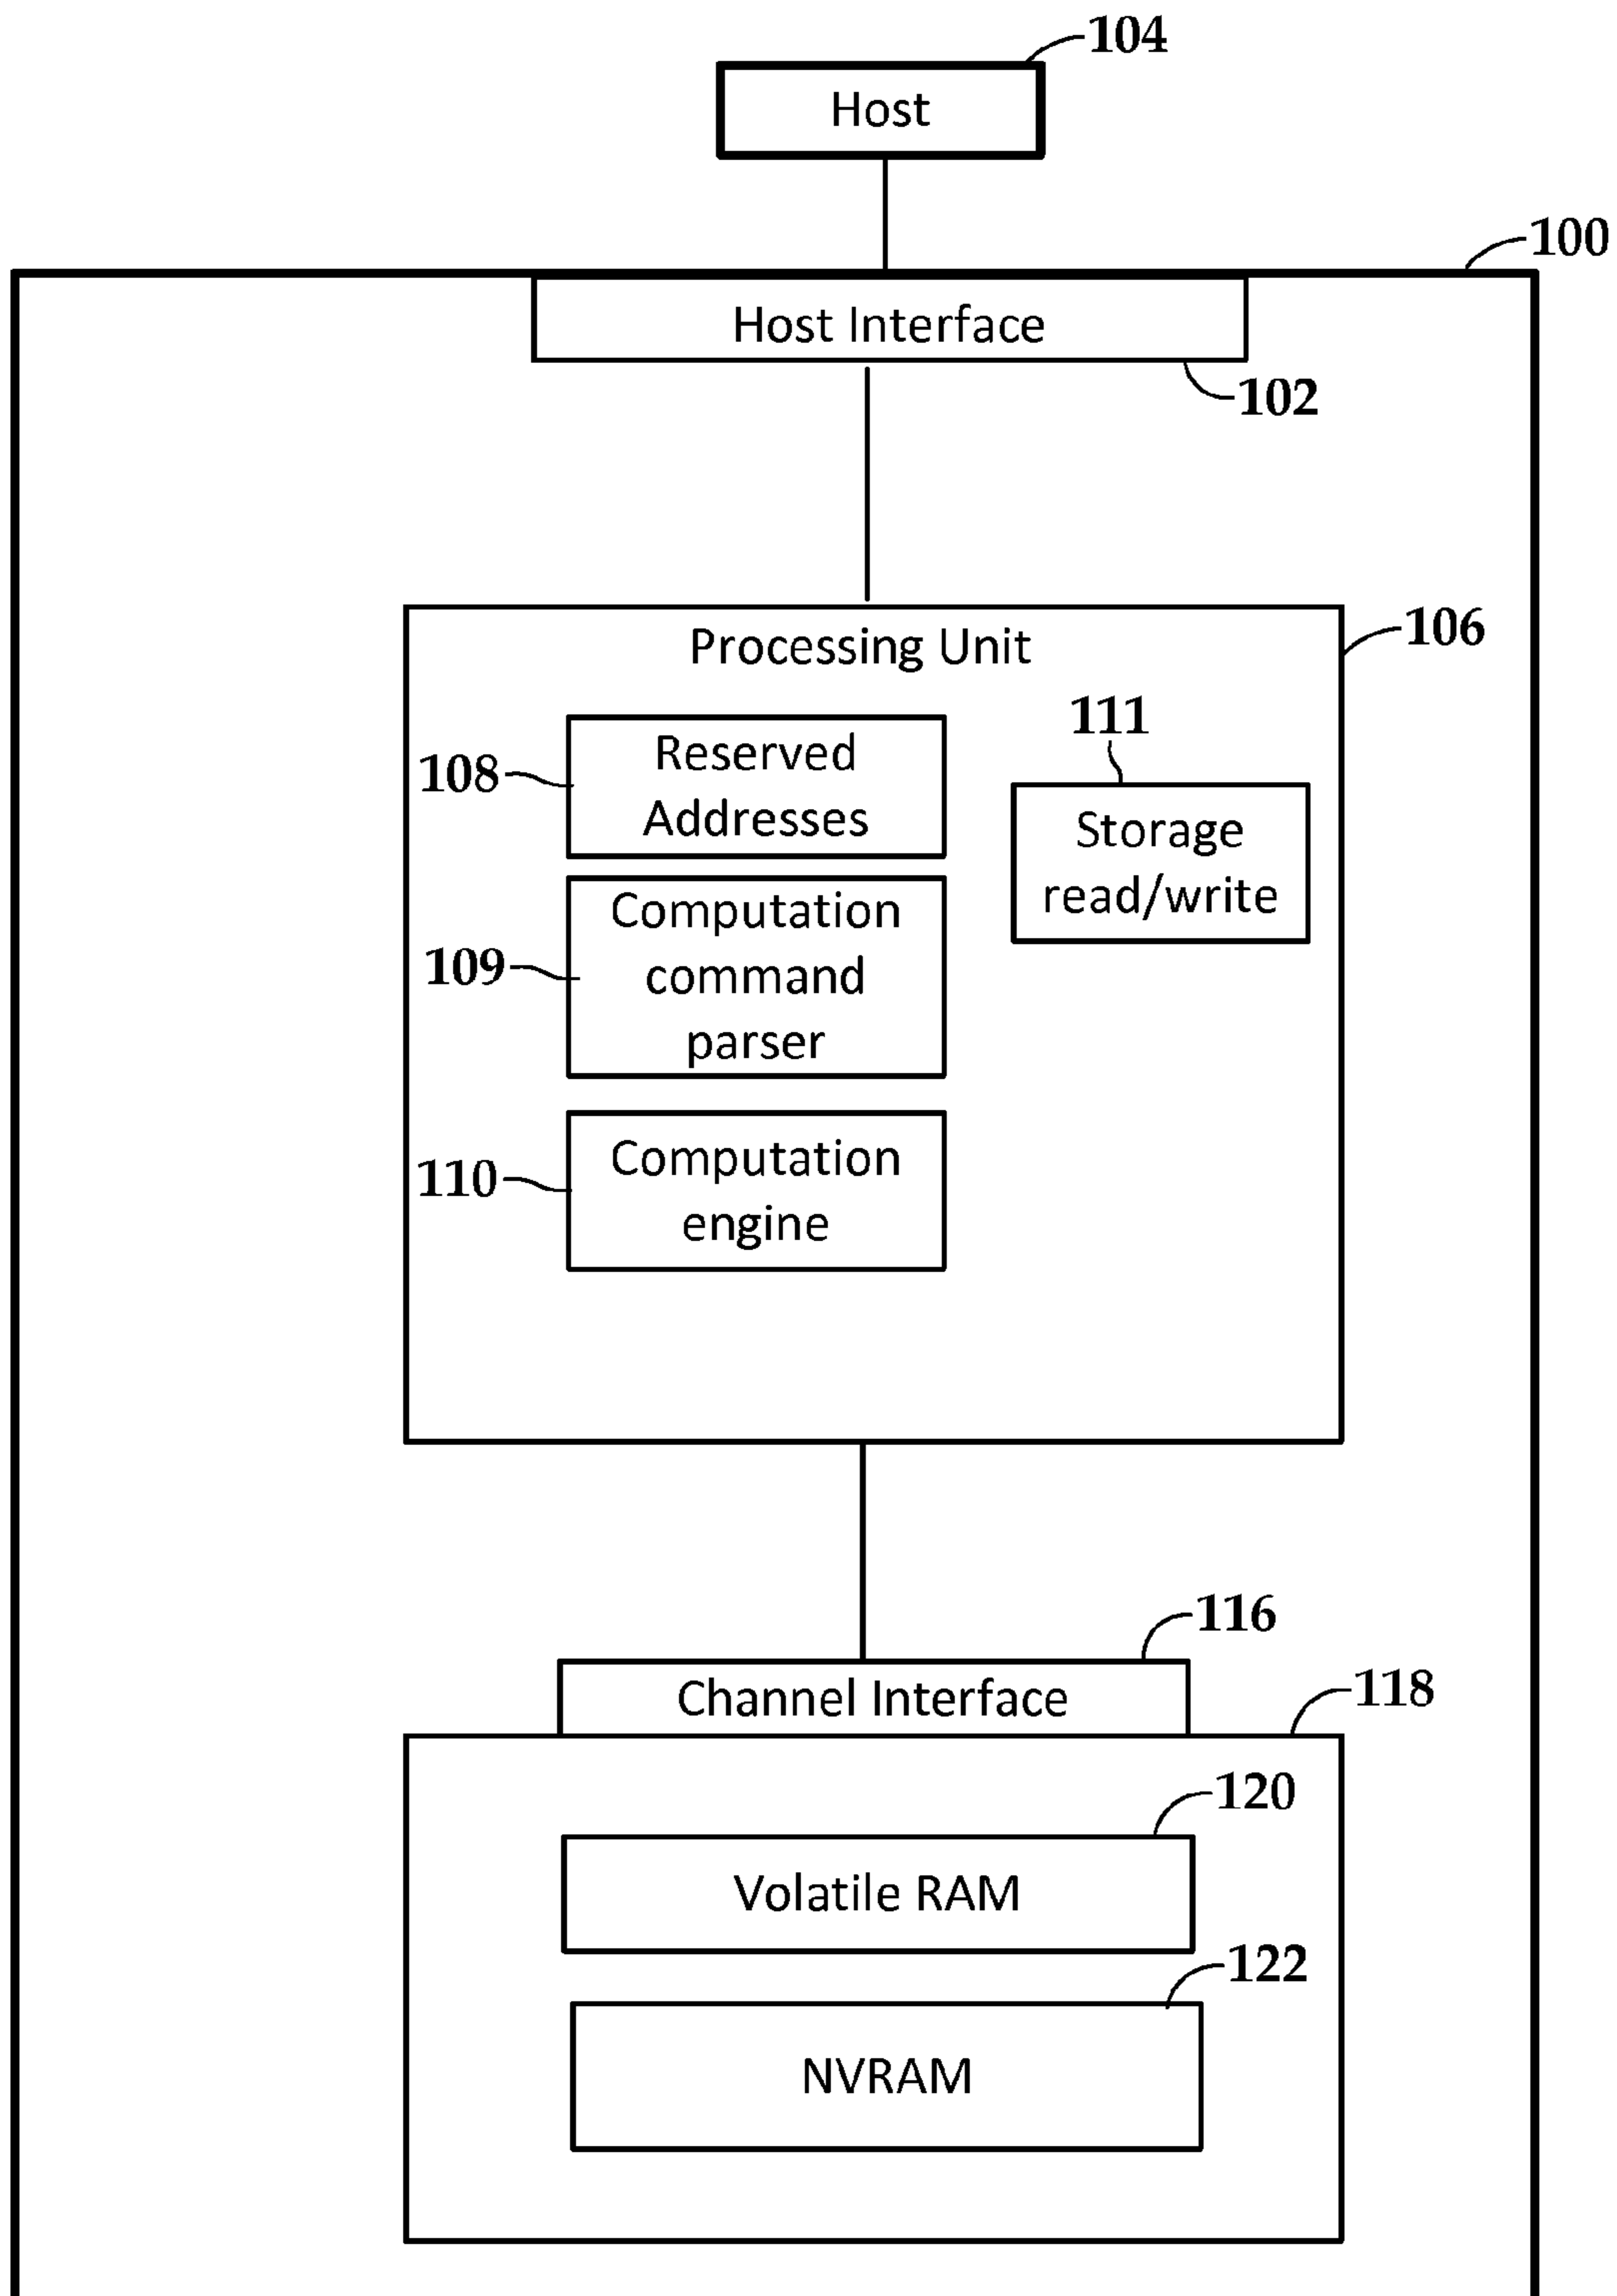 104
Host
100
Host Interface
102
Processing Unit
106
111
Reserved
Addresses
108
Storage
read/write
Computation
command
parser
109
Computation
engine
110
116
Channel Interface
118
120
Volatile RAM
122
NVRAM